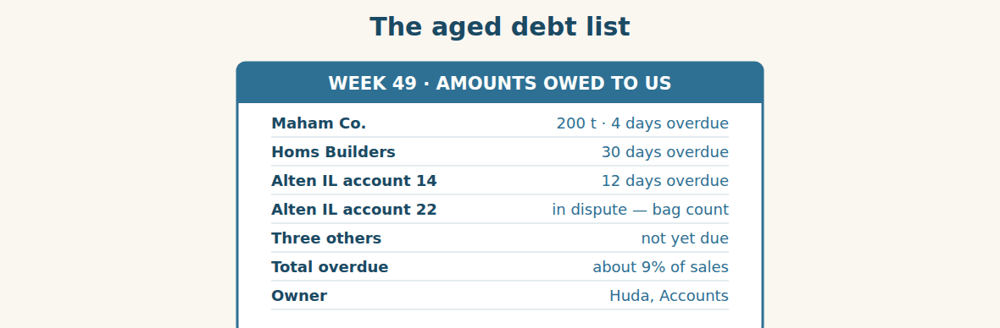 The aged debt list
WEEK 49 · AMOUNTS OWED TO US
Maham Co. 200 t · 4 days overdue
Homs Builders 30 days overdue
Alten IL account 14 12 days overdue
Alten IL account 22 in dispute — bag count
Three others not yet due
Total overdue about 9% of sales
Owner Huda, Accounts